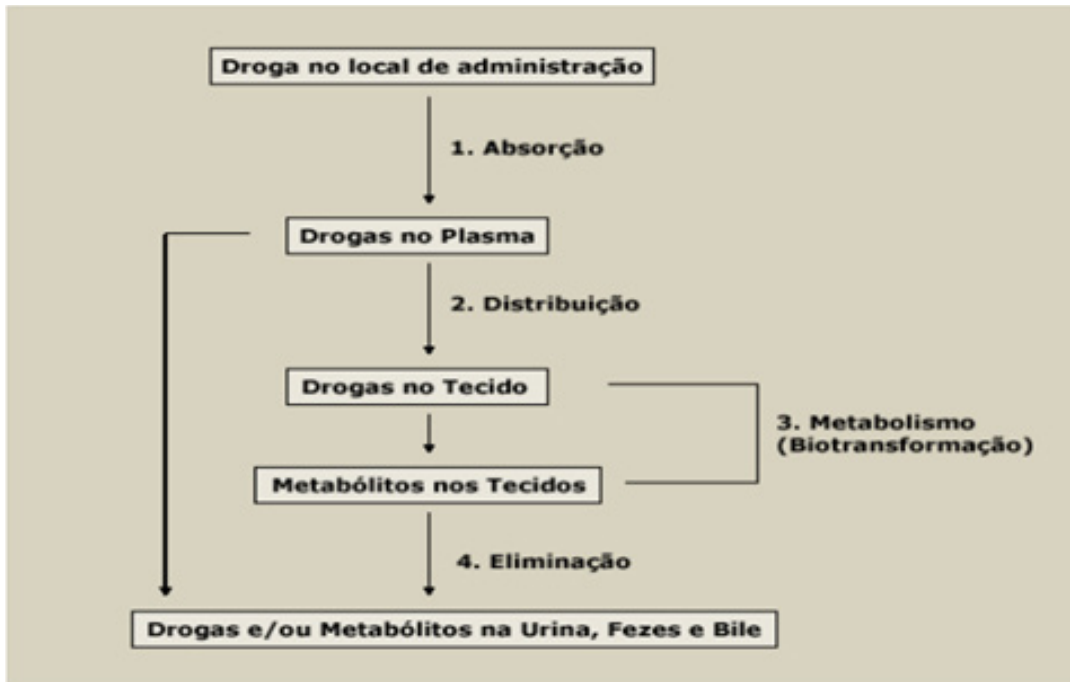 Droga no local de administração
1. Absorção
Drogas no Plasma
2. Distribuição
Drogas no Tecido
3. Metabolismo
(Biotransformação)
Metabólitos nos Tecidos
4. Eliminação
Drogas e/ou Metabólitos na Urina, Fezes e Bile